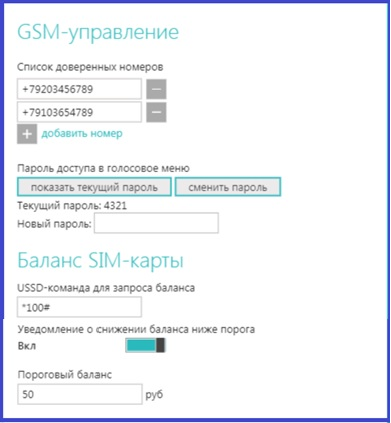 GSM-управление
Список доверенных номеров
+79203456789
+79103654789
добавить номер
Пароль доступа в голосовое меню
показать текущий пароль сменить пароль
Текущий пароль: 4321
Новый пароль:
Баланс SIM-карты
USSD-команда для запроса баланса
*100#
Уведомление о снижении баланса ниже порога
Вкл
Пороговый баланс
50 руб